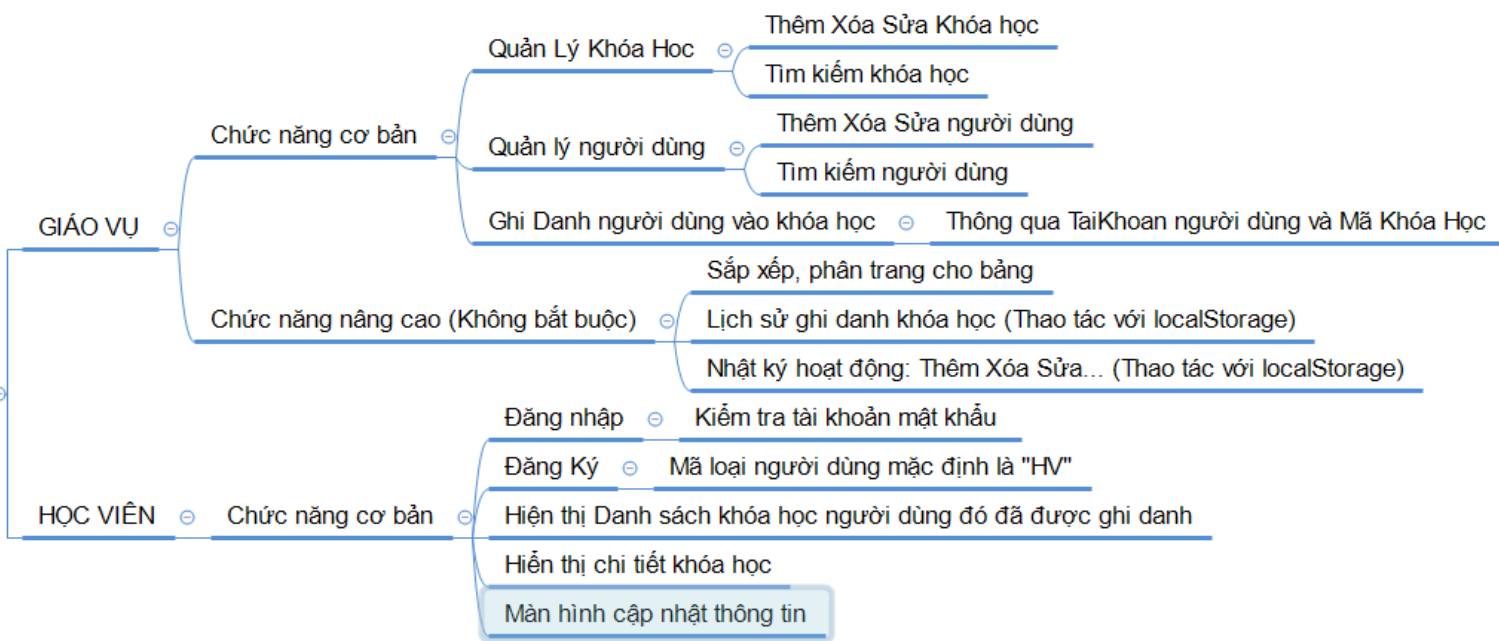 Thêm Xóa Sửa Khóa học
Quản Lý Khóa Hoc
Tìm kiếm khóa học
Chức năng cơ bản
Thêm Xóa Sửa người dùng
Quản lý người dùng
Tìm kiếm người dùng
GIÁO VỤ
Ghi Danh người dùng vào khóa học
Thông qua TaiKhoan người dùng và Mã Khóa Học
Sắp xếp, phân trang cho bảng
Chức năng nâng cao (Không bắt buộc)
Lịch sử ghi danh khóa học (Thao tác với localStorage)
Nhật ký hoạt động: Thêm Xóa Sửa... (Thao tác với localStorage)
Đăng nhập
Kiểm tra tài khoản mật khẩu
Đăng Ký
Mã loại người dùng mặc định là "HV"
HỌC VIÊN
Chức năng cơ bản
Hiện thị Danh sách khóa học người dùng đó đã được ghi danh
Hiển thị chi tiết khóa học
Màn hình cập nhật thông tin